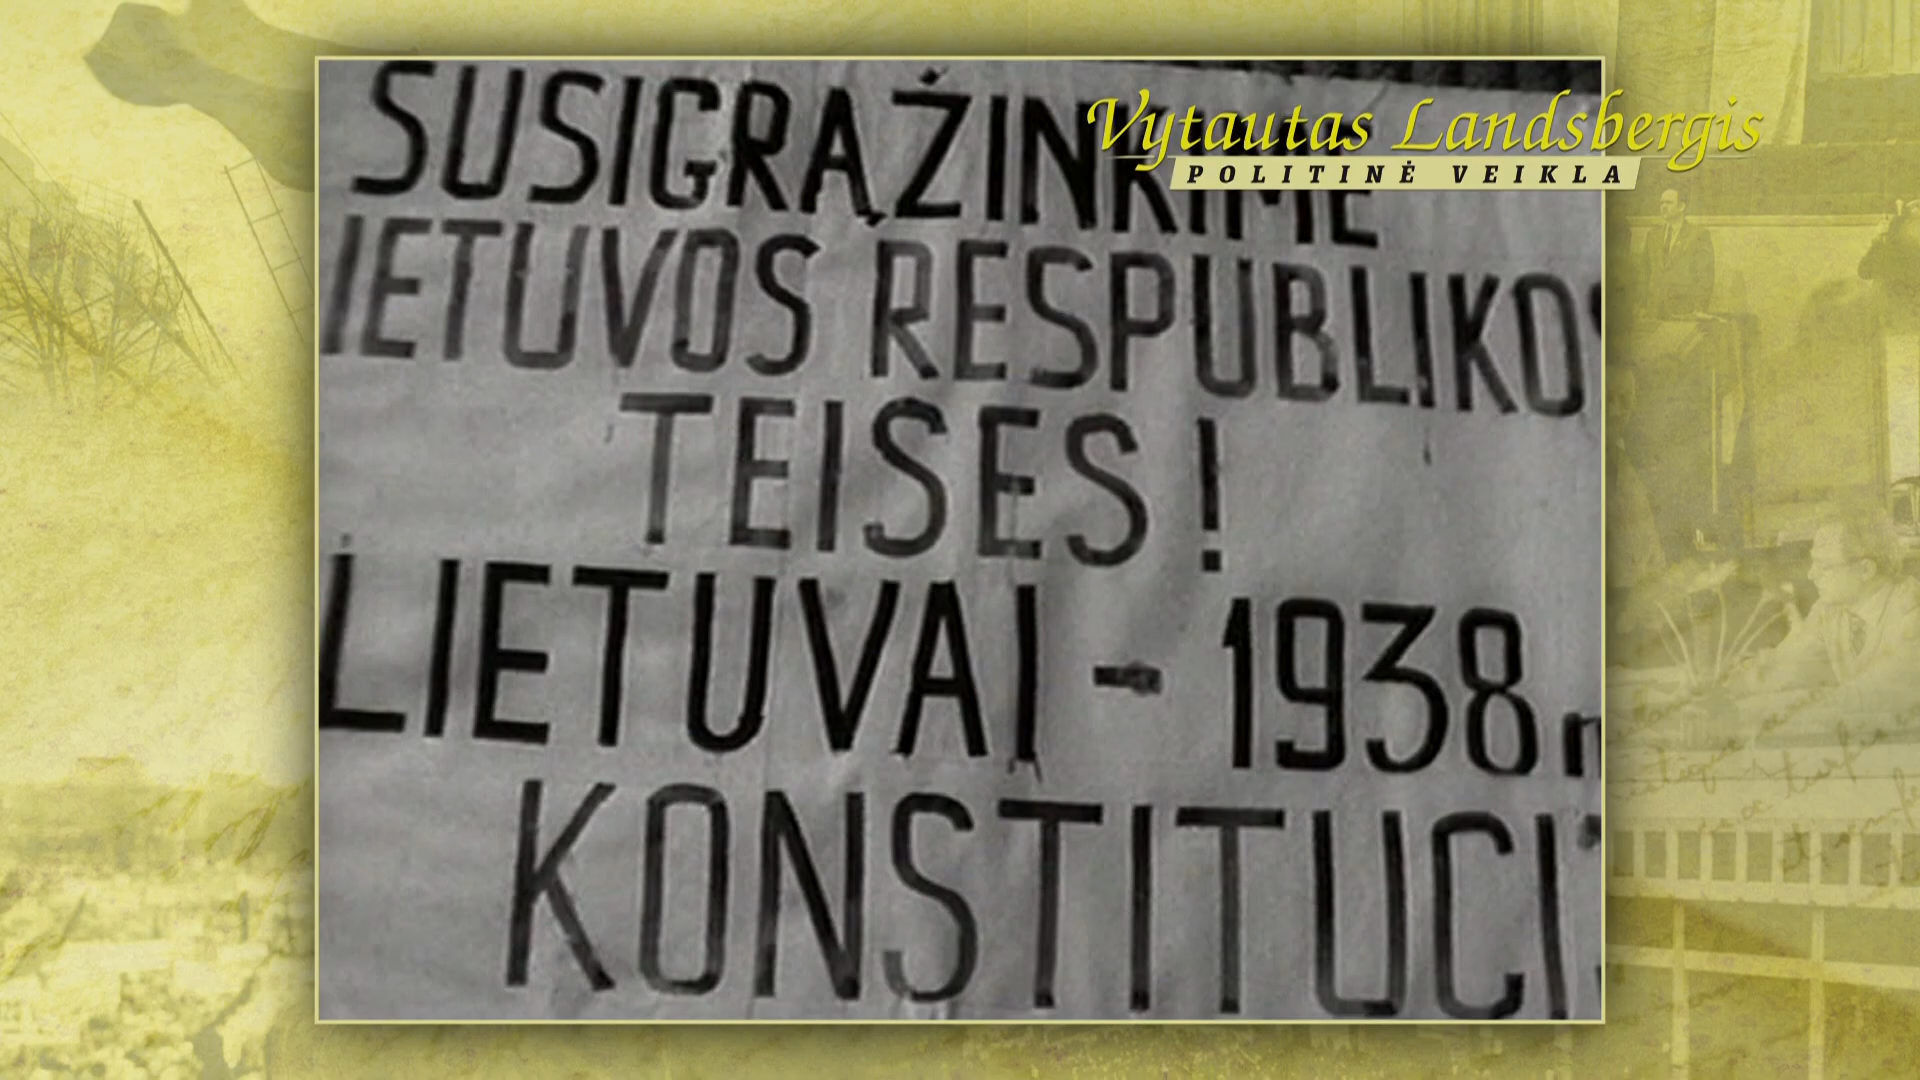 Vytautas Landsbergis
POLITINĖ VEIKLA
SUSIGRĄŽINKIME
IETUVOS RESPUBLIKOS
TEISES !
LIETUVAI - 1938 m
KONSTITUCI